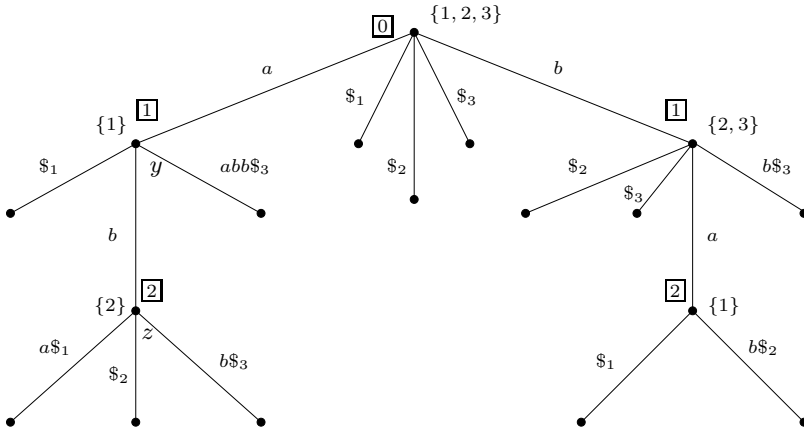 0 {1, 2, 3}
a b
$1 $3
1 1
{1} {2, 3}
$1 y abb$3 $2 $2 $3 b$3
b a
2 2
{2} {1}
z
a$1 $2 b$3 $1 b$2